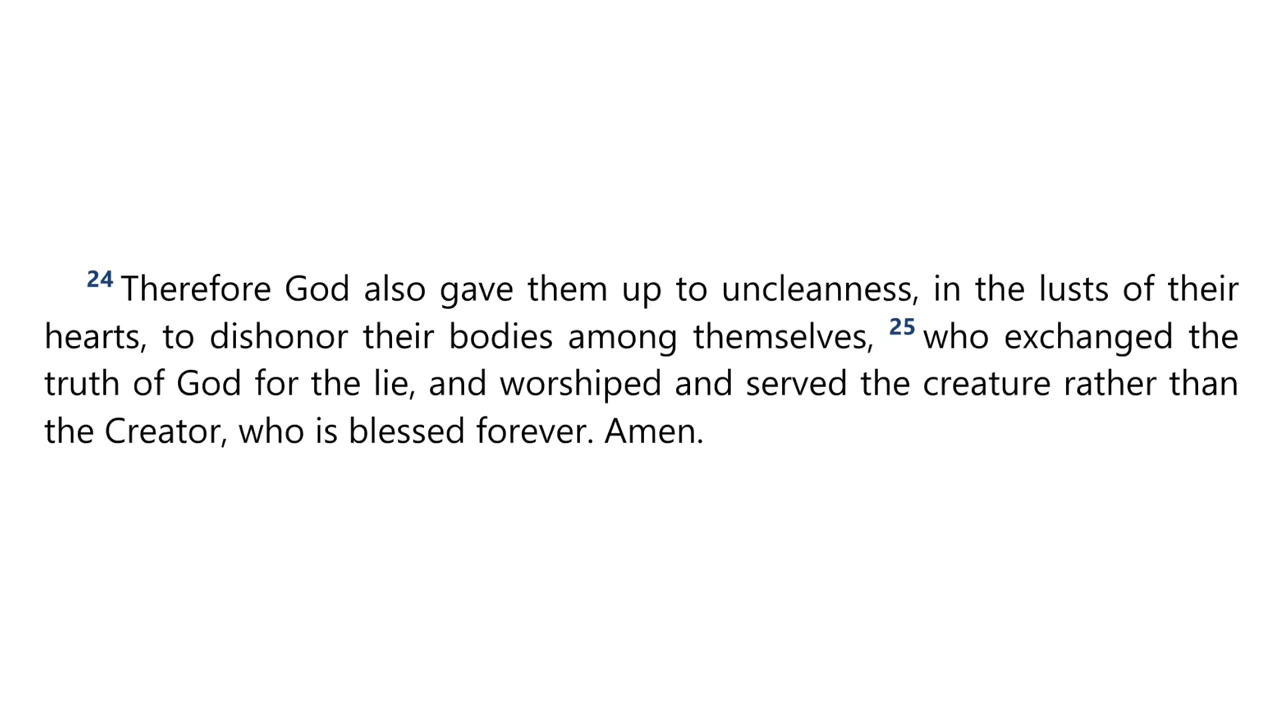 24 Therefore God also gave them up to uncleanness, in the lusts of their
hearts, to dishonor their bodies among themselves, 25 who exchanged the
truth of God for the lie, and worshiped and served the creature rather than
the Creator, who is blessed forever. Amen.